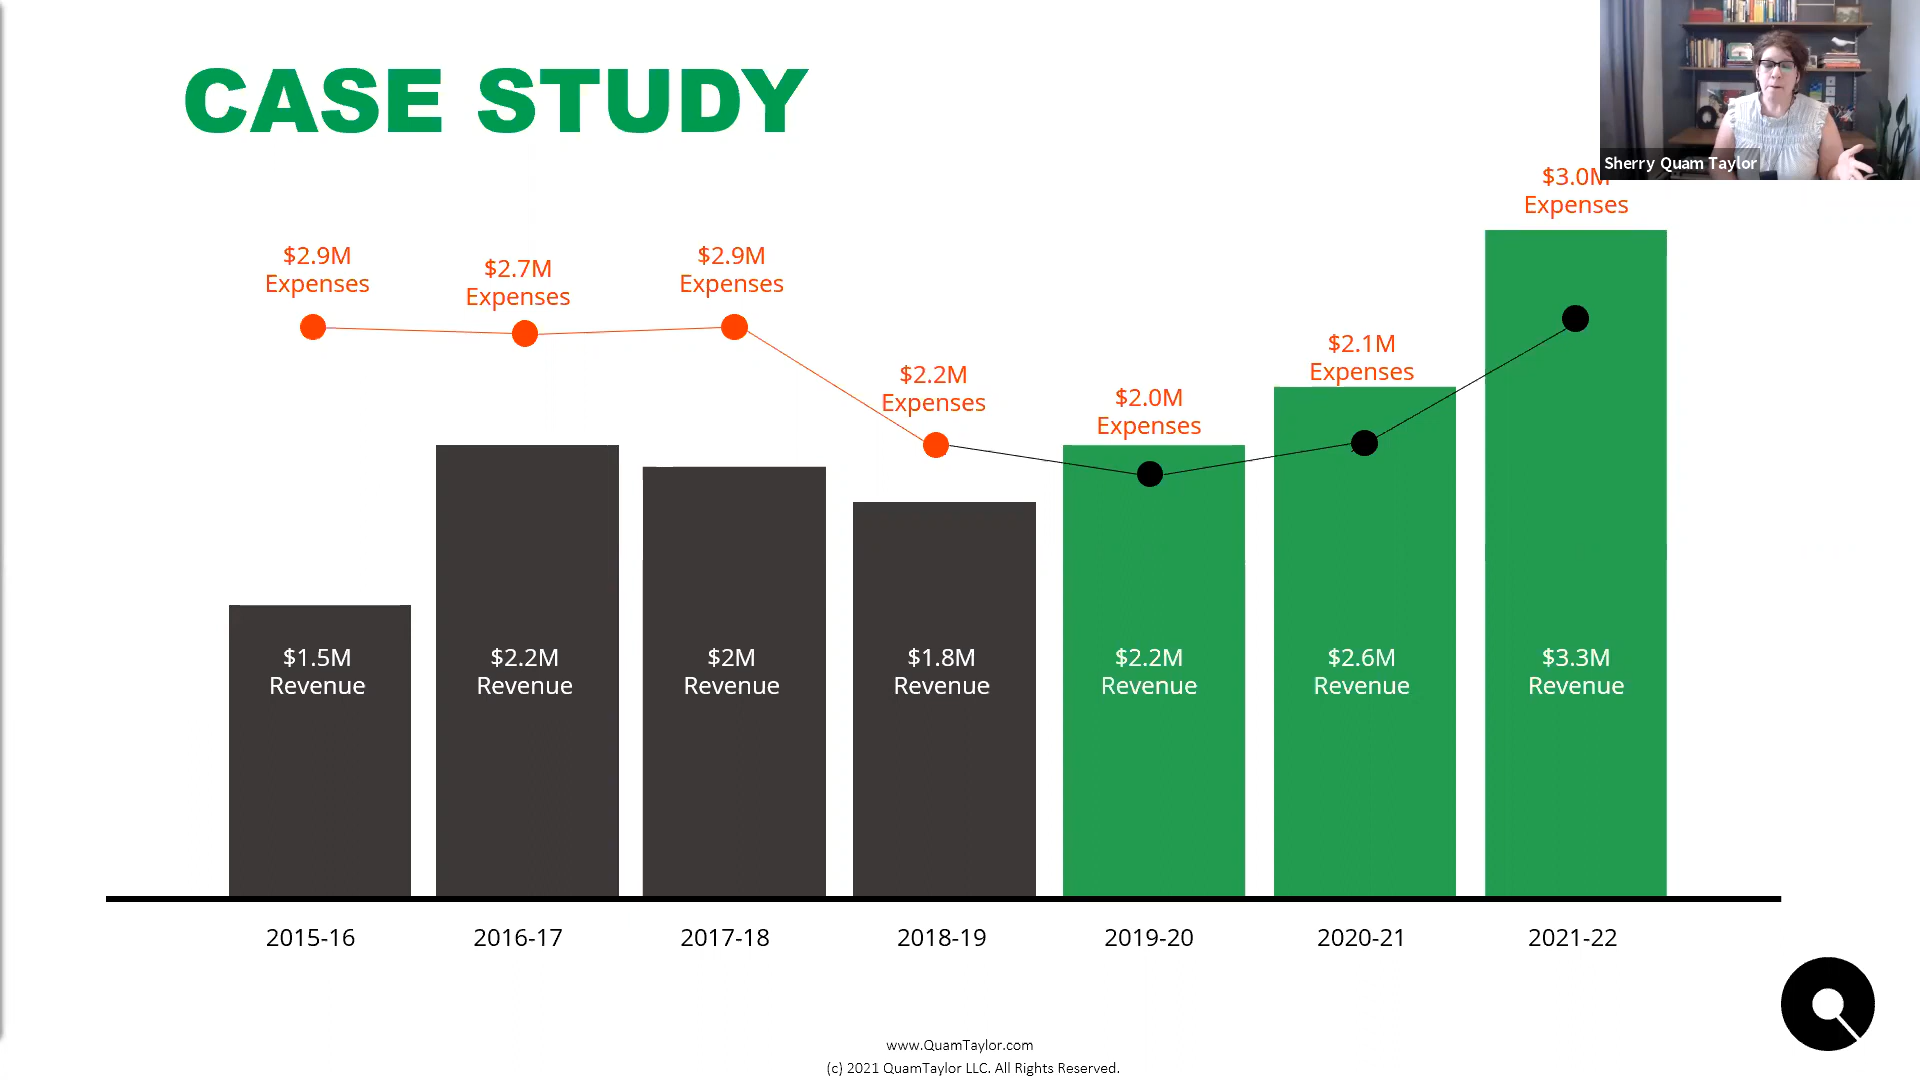 CASE STUDY
Sherry Quam Taylor
$3.0M
Expenses
$2.9M
Expenses
$2.7M
Expenses
$2.9M
Expenses
$2.2M
Expenses
$2.0M
Expenses
$2.1M
Expenses
$1.5M
Revenue
$2.2M
Revenue
$2M
Revenue
$1.8M
Revenue
$2.2M
Revenue
$2.6M
Revenue
$3.3M
Revenue
2015-16
2016-17
2017-18
2018-19
2019-20
2020-21
2021-22
www.QuamTaylor.com
(c) 2021 QuamTaylor LLC. All Rights Reserved.